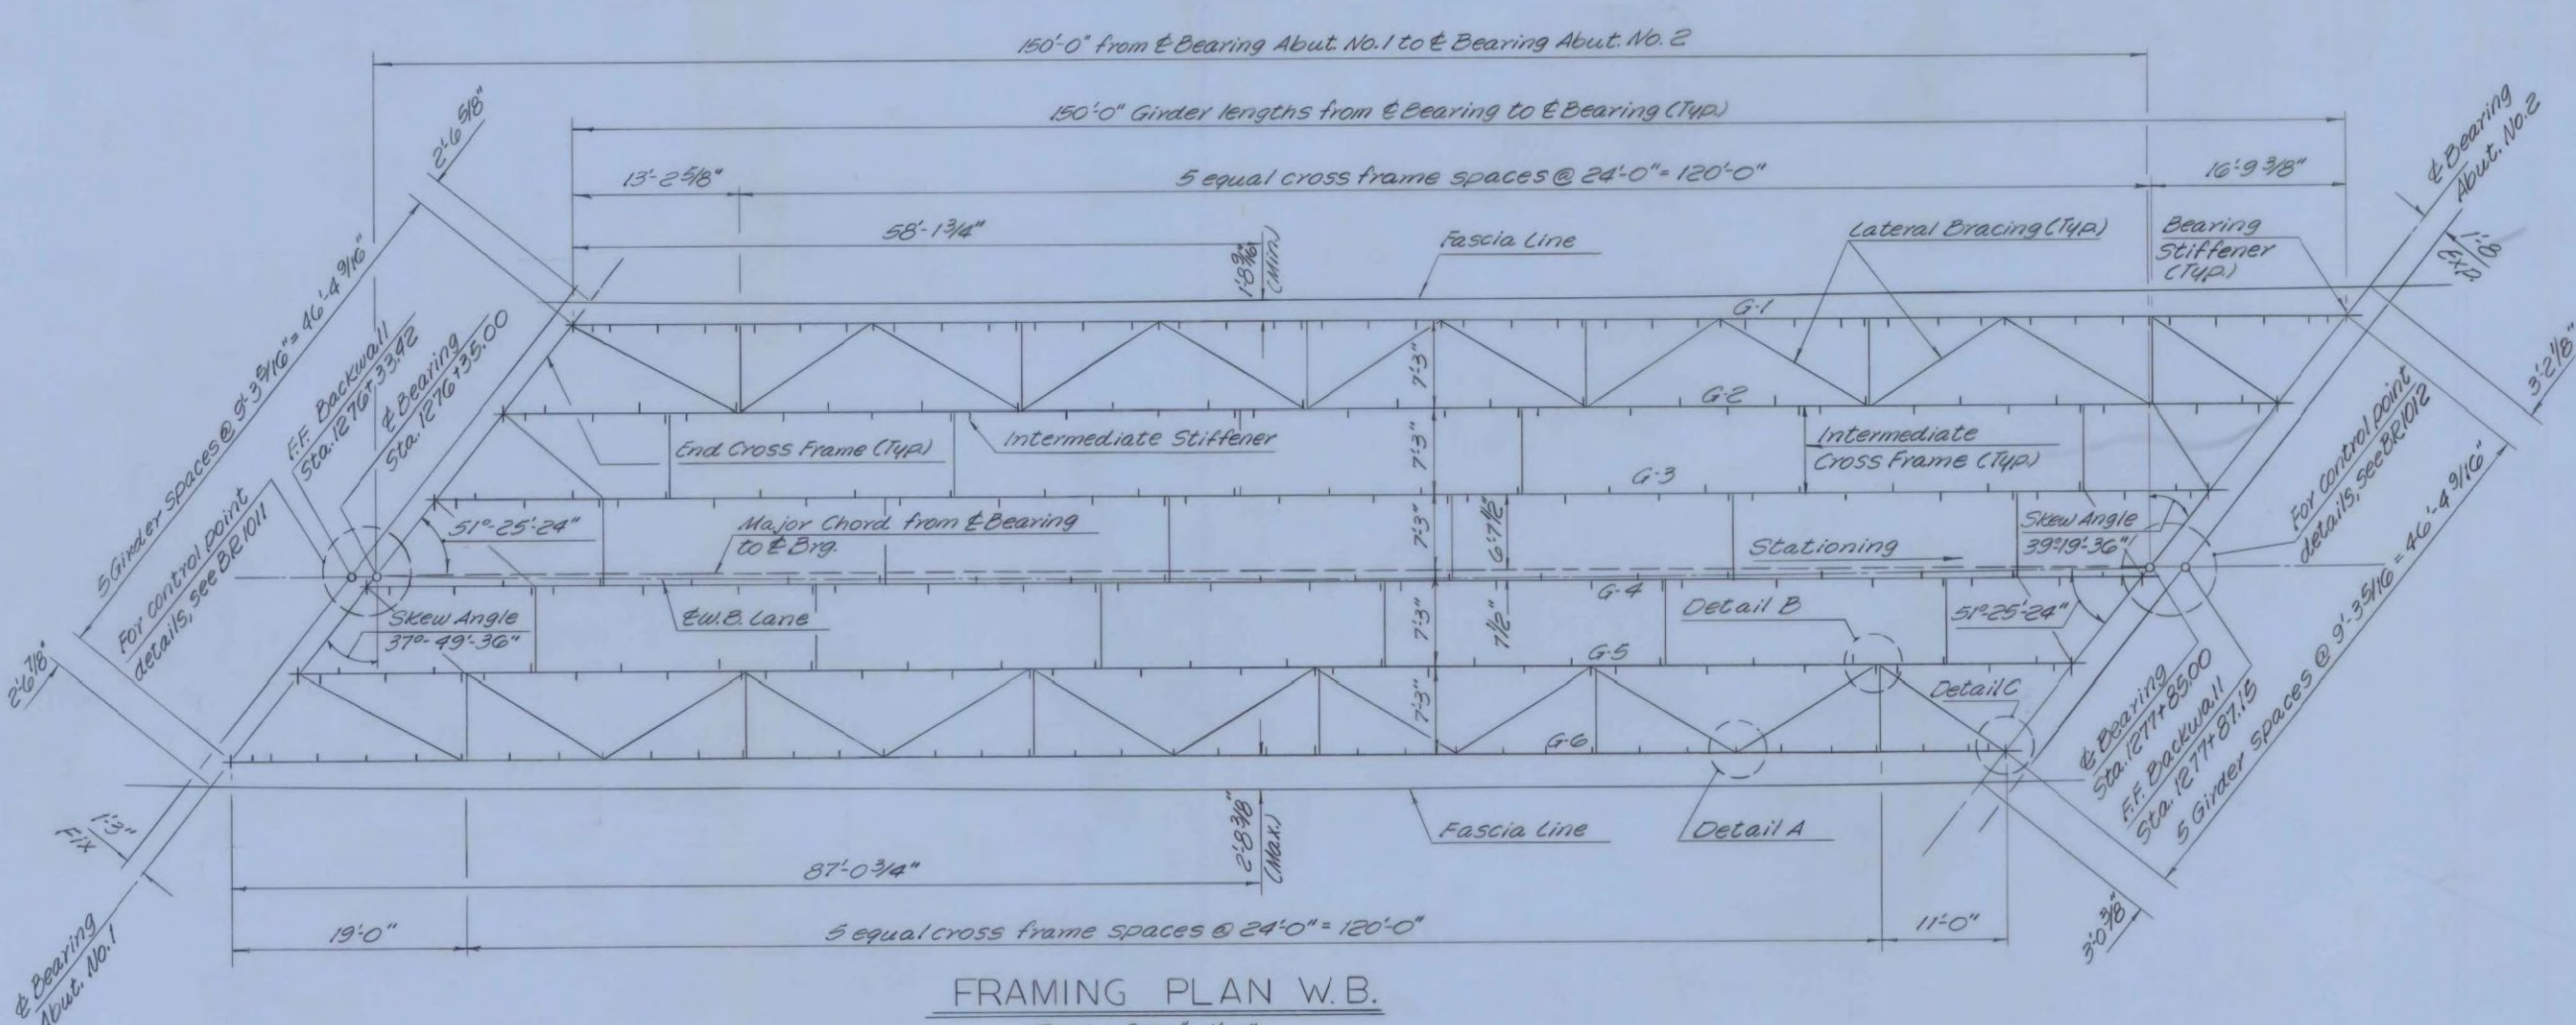 150'-0" from ℄ Bearing Abut. No. 1 to ℄ Bearing Abut. No. 2
150'-0" Girder lengths from ℄ Bearing to ℄ Bearing (Typ.)
2'-6 5/8"
13'-2 5/8"
5 equal cross frame spaces @ 24'-0" = 120'-0"
16'-9 3/8"
℄ Bearing
Abut. No. 2
58'-1 3/4"
1'-8 9/16"
(Min.)
Fascia Line
Lateral Bracing (Typ.)
Bearing
Stiffener
(Typ.)
1'-8
Exp.
5 Girder Spaces @ 9'-3 5/16" = 46'-4 9/16"
F.F. Backwall
Sta. 1276+33.42
℄ Bearing
Sta. 1276+35.00
G-1
7'-3"
3'-2 1/8"
G-2
End Cross Frame (Typ.)
Intermediate Stiffener
7'-3"
Intermediate
Cross Frame (Typ.)
For control point
details, see BR1012
G-3
For control point
details, see BR1011
51°-25'-24"
Major Chord from ℄ Bearing
to ℄ Brg.
7'-3"
6'-7 1/2"
Stationing
Skew Angle
39°-19'-36"
Skew Angle
37°-49'-36"
℄ W.B. Lane
7'-3"
7 1/2"
G-4
Detail B
51°-25'-24"
5 Girder Spaces @ 9'-3 5/16 = 46'-4 9/16"
2'-6 7/8"
G-5
7'-3"
Detail C
℄ Bearing
Sta. 1277+85.00
F.F. Backwall
Sta. 1277+87.15
G-6
1'-3"
Fix
2'-8 3/8"
(Max.)
Fascia Line
Detail A
87'-0 3/4"
3'-0 3/8"
℄ Bearing
Abut. No. 1
19'-0"
5 equal cross frame spaces @ 24'-0" = 120'-0"
11'-0"
FRAMING PLAN W.B.